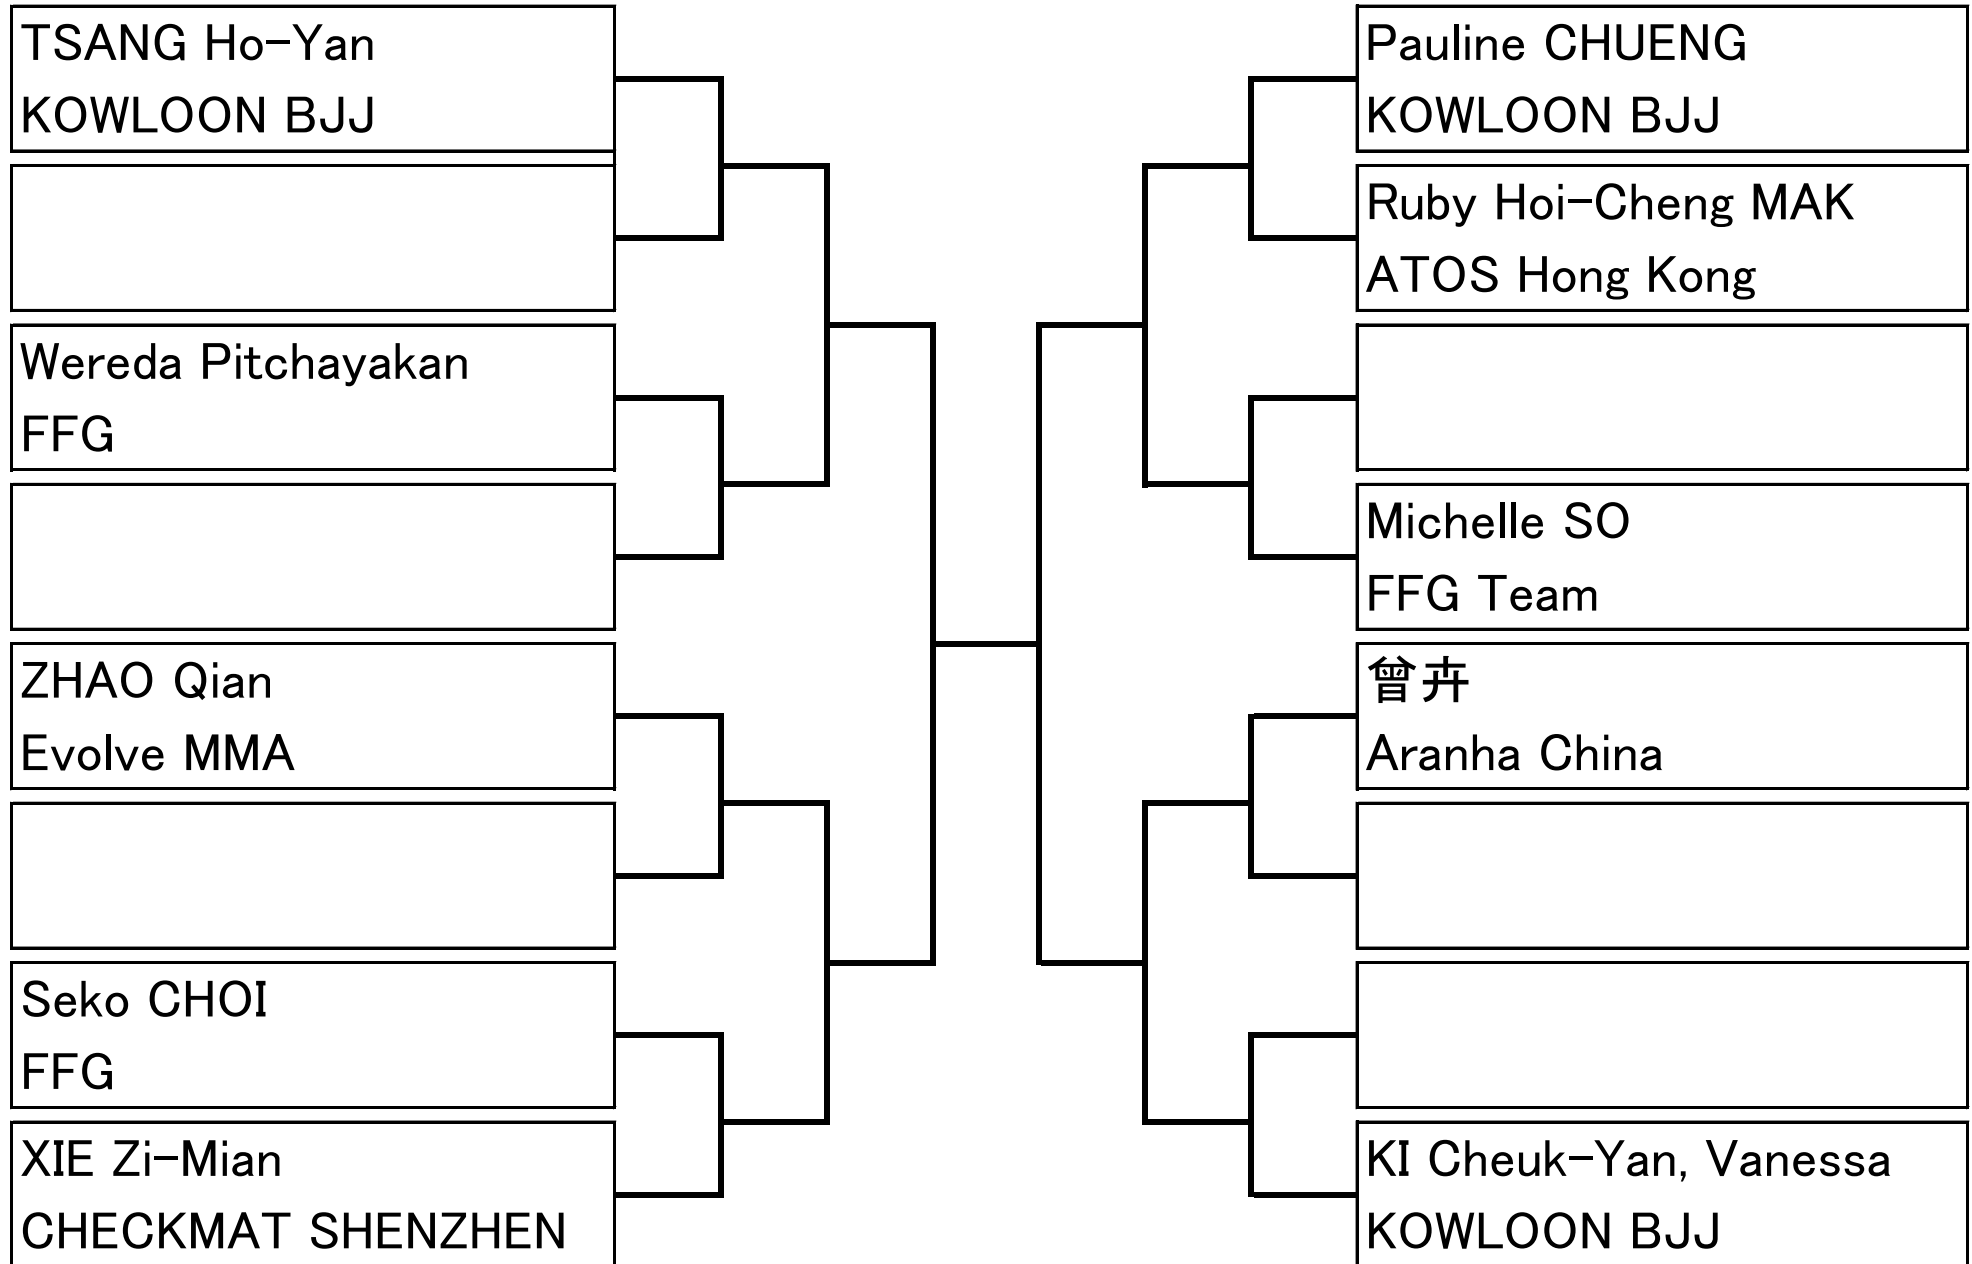 TSANG Ho-Yan
KOWLOON BJJ
Wereda Pitchayakan
FFG
ZHAO Qian
Evolve MMA
Seko CHOI
FFG
XIE Zi-Mian
CHECKMAT SHENZHEN
Pauline CHUENG
KOWLOON BJJ
Ruby Hoi-Cheng MAK
ATOS Hong Kong
Michelle SO
FFG Team
曾卉
Aranha China
KI Cheuk-Yan, Vanessa
KOWLOON BJJ